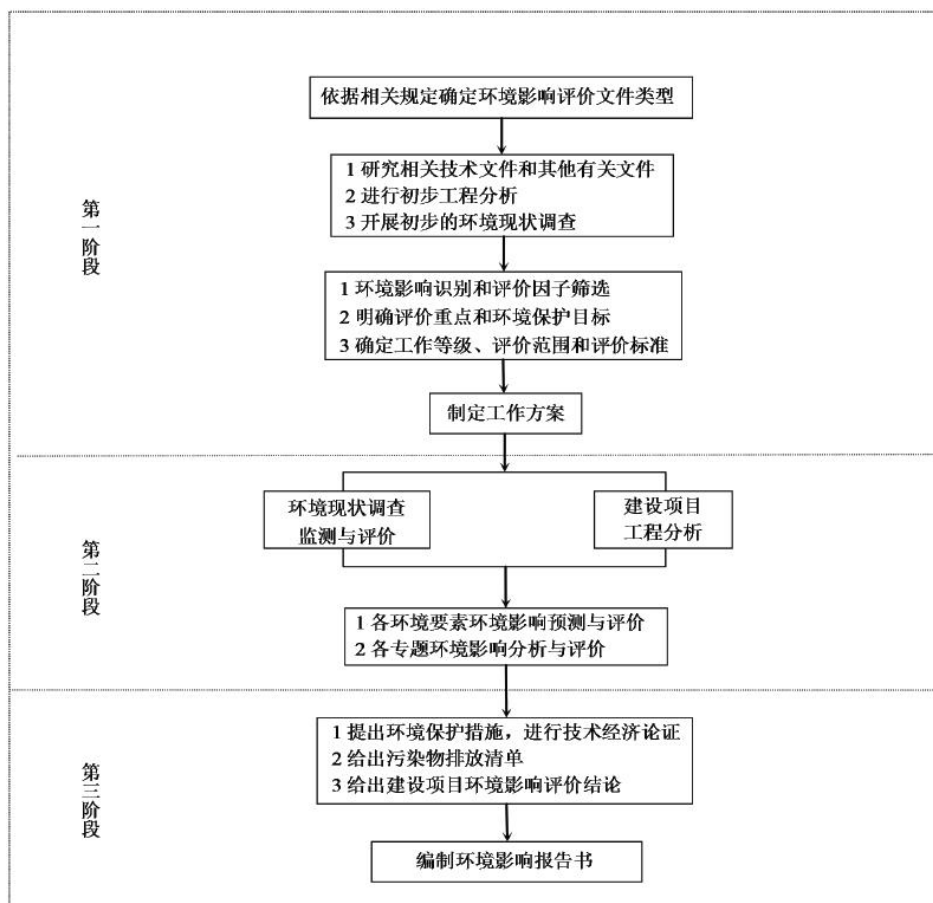 依据相关规定确定环境影响评价文件类型
1 研究相关技术文件和其他有关文件
2 进行初步工程分析
3 开展初步的环境现状调查
第一阶段
1 环境影响识别和评价因子筛选
2 明确评价重点和环境保护目标
3 确定工作等级、评价范围和评价标准
制定工作方案
环境现状调查
监测与评价
建设项目
工程分析
第二阶段
1 各环境要素环境影响预测与评价
2 各专题环境影响分析与评价
1 提出环境保护措施，进行技术经济论证
2 给出污染物排放清单
3 给出建设项目环境影响评价结论
第三阶段
编制环境影响报告书